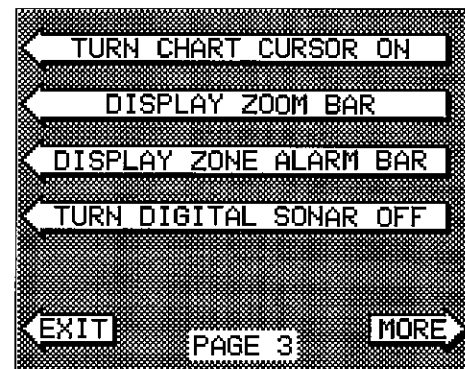 TURN CHART CURSOR ON
DISPLAY ZOOM BAR
DISPLAY ZONE ALARM BAR
TURN DIGITAL SONAR OFF
EXIT
PAGE 3
MORE